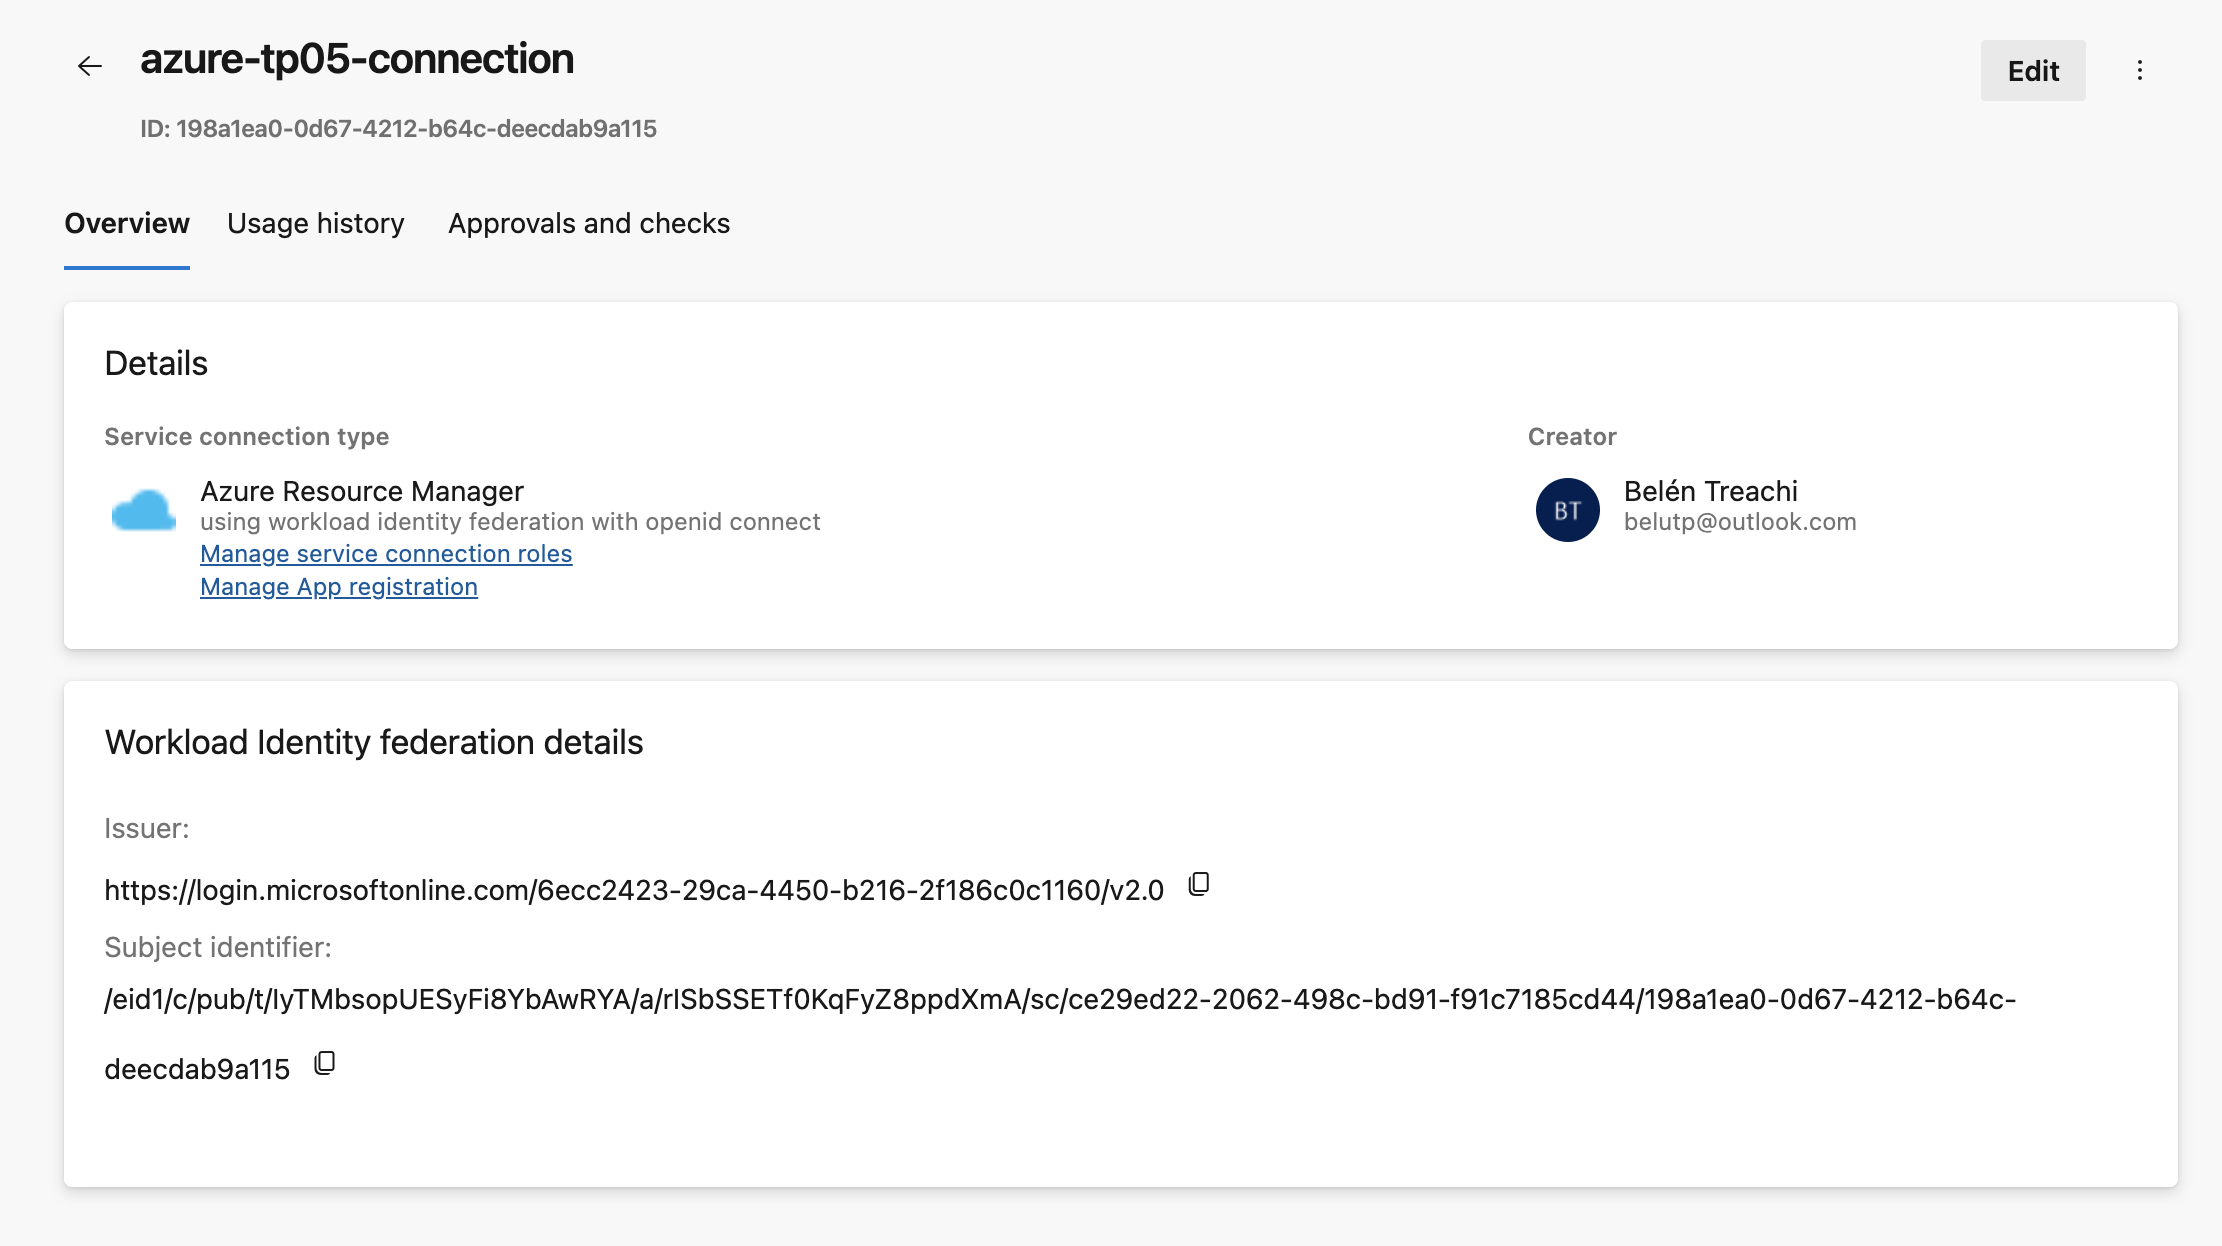 azure-tp05-connection
Edit
ID: 198a1ea0-0d67-4212-b64c-deecdab9a115
Overview Usage history Approvals and checks
Details
Service connection type
Creator
Azure Resource Manager
using workload identity federation with openid connect
Manage service connection roles
Manage App registration
BT
Belén Treachi
belutp@outlook.com
Workload Identity federation details
Issuer:
https://login.microsoftonline.com/6ecc2423-29ca-4450-b216-2f186c0c1160/v2.0
Subject identifier:
/eid1/c/pub/t/IyTMbsopUESyFi8YbAwRYA/a/rISbSSETf0KqFyZ8ppdXmA/sc/ce29ed22-2062-498c-bd91-f91c7185cd44/198a1ea0-0d67-4212-b64c-
deecdab9a115